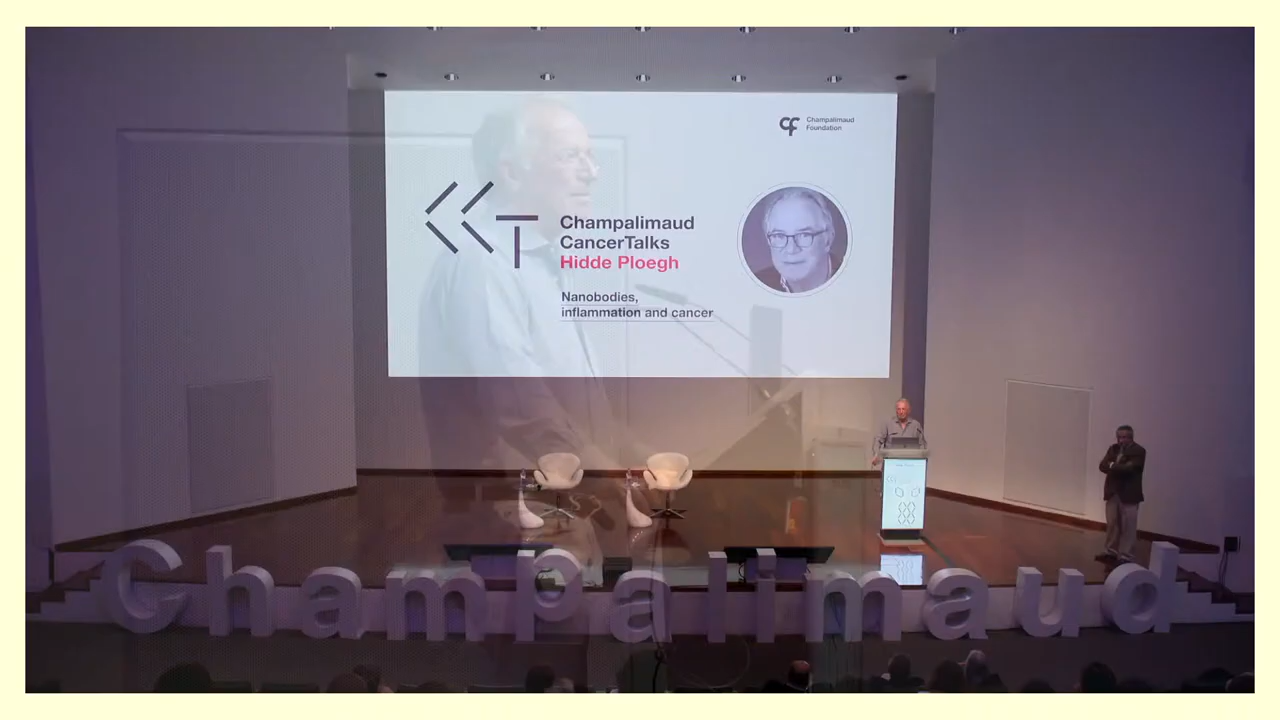 Champalimaud
Foundation
Champalimaud
CancerTalks
Hidde Ploegh
Nanobodies,
inflammation and cancer
Champalimaud